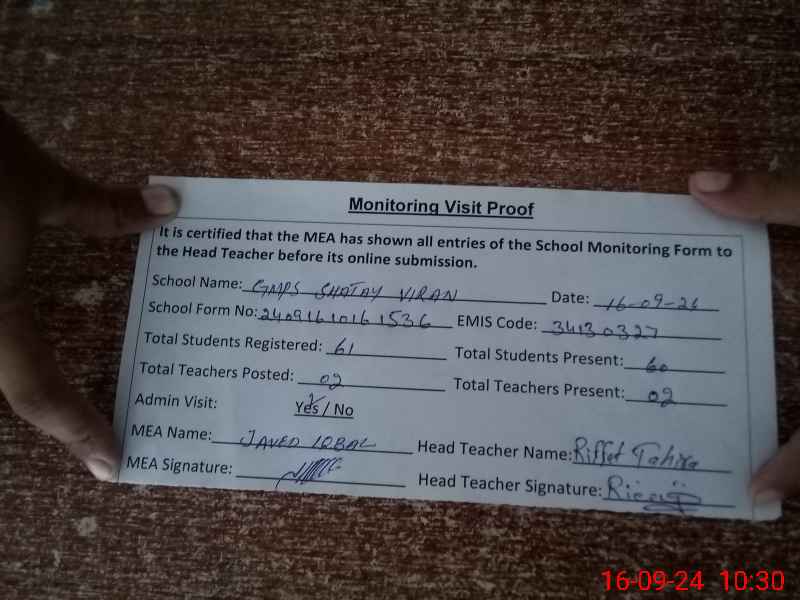 Monitoring Visit Proof
It is certified that the MEA has shown all entries of the School Monitoring Form to
the Head Teacher before its online submission.
School Name: GMPS SHATAY VIRAN Date: 16-09-24
School Form No: 2409161016 1536 EMIS Code: 34130327
Total Students Registered: 61 Total Students Present: 60
Total Teachers Posted: 02 Total Teachers Present: 02
Admin Visit: Yes / No
MEA Name: JAVED IQBAL Head Teacher Name: Riffet Tahira
MEA Signature: Head Teacher Signature:
16-09-24 10:30